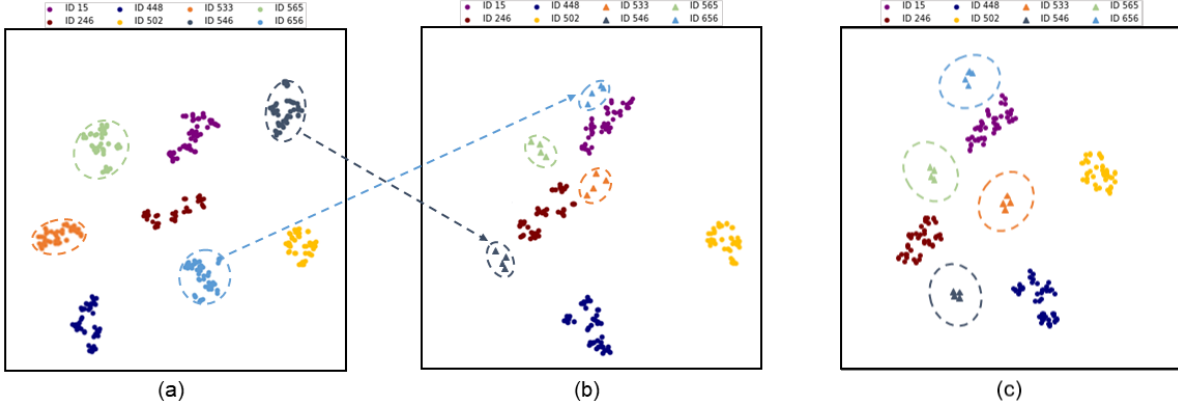 ID 15 ID 448 ID 533 ID 565
ID 246 ID 502 ID 546 ID 656
ID 15 ID 448 ID 533 ID 565
ID 246 ID 502 ID 546 ID 656
ID 15 ID 448 ID 533 ID 565
ID 246 ID 502 ID 546 ID 656
(a)
(b)
(c)